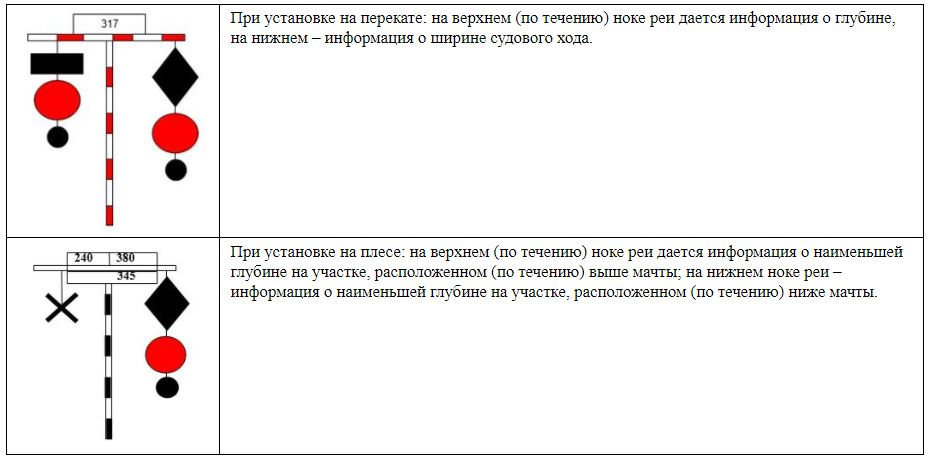 317
При установке на перекате: на верхнем (по течению) ноке реи дается информация о глубине,
на нижнем – информация о ширине судового хода.
240 380
345
При установке на плесе: на верхнем (по течению) ноке реи дается информация о наименьшей
глубине на участке, расположенном (по течению) выше мачты; на нижнем ноке реи –
информация о наименьшей глубине на участке, расположенном (по течению) ниже мачты.